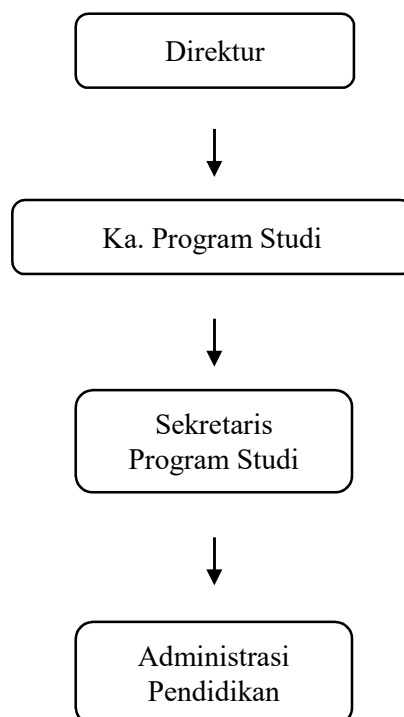 Direktur
Ka. Program Studi
Sekretaris
Program Studi
Administrasi
Pendidikan